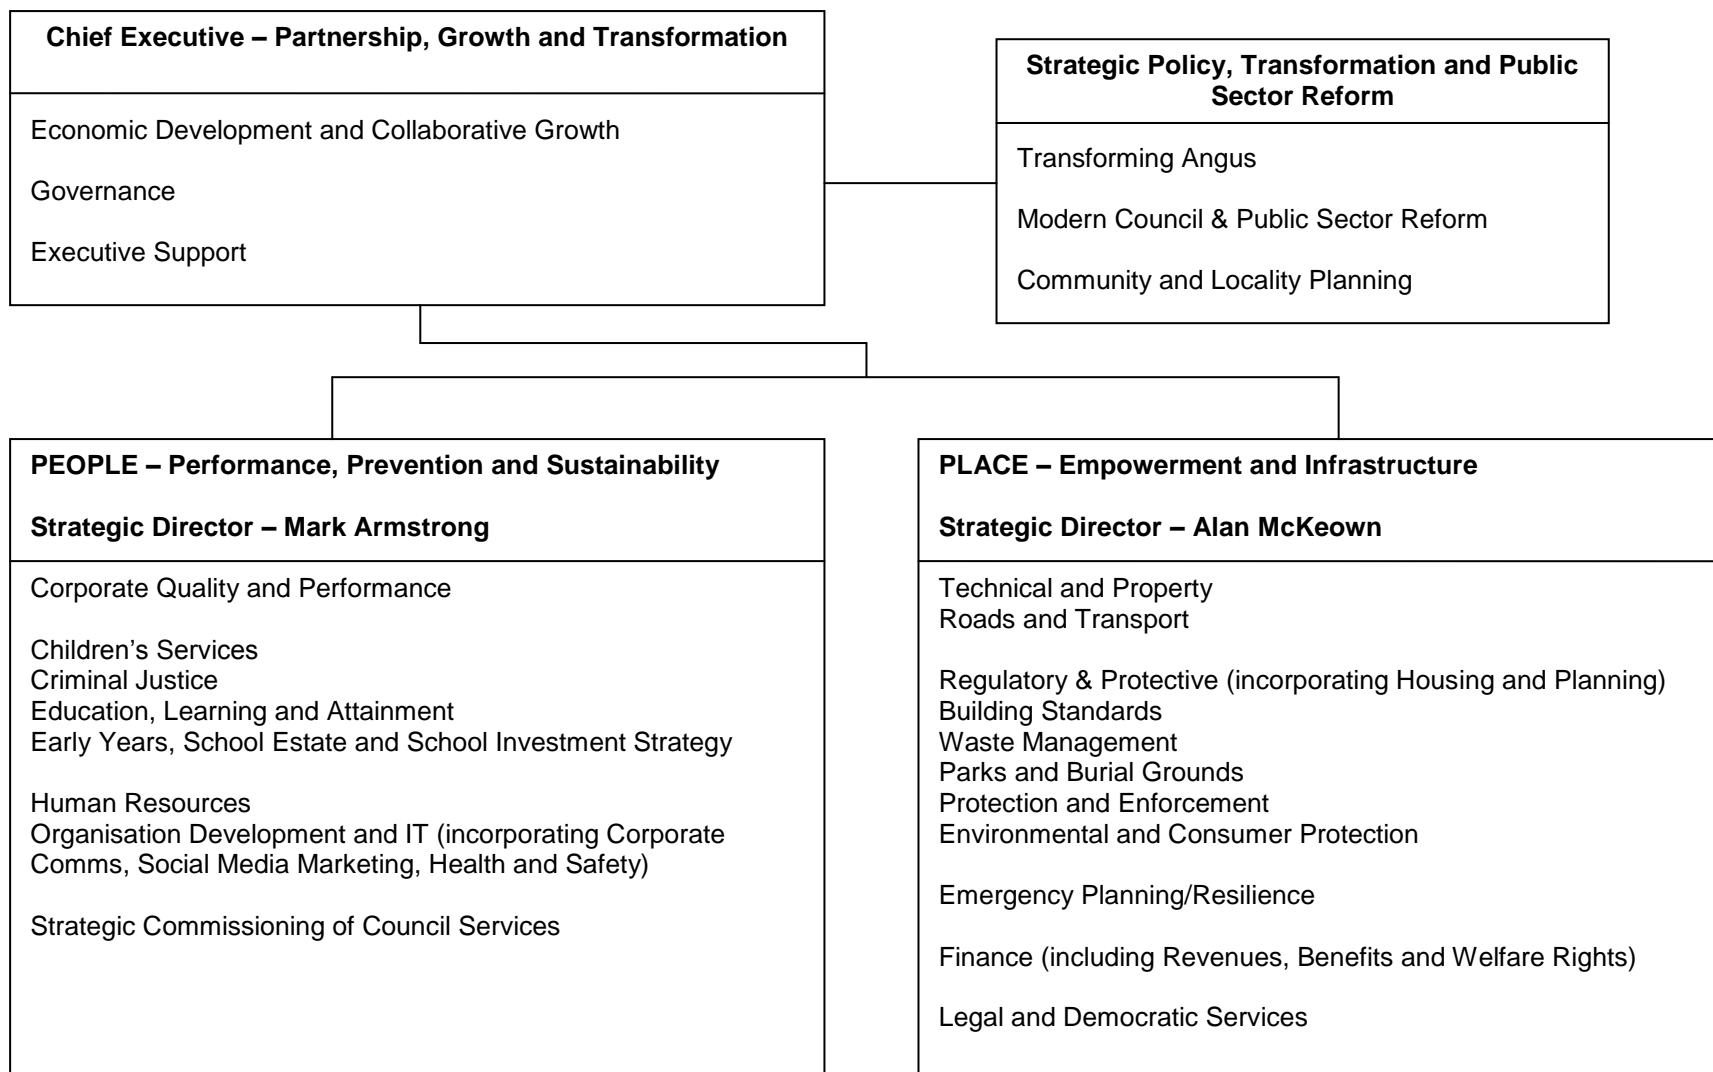 Chief Executive – Partnership, Growth and Transformation
Economic Development and Collaborative Growth
Governance
Executive Support
Strategic Policy, Transformation and Public
Sector Reform
Transforming Angus
Modern Council & Public Sector Reform
Community and Locality Planning
PEOPLE – Performance, Prevention and Sustainability
Strategic Director – Mark Armstrong
Corporate Quality and Performance
Children’s Services
Criminal Justice
Education, Learning and Attainment
Early Years, School Estate and School Investment Strategy
Human Resources
Organisation Development and IT (incorporating Corporate
Comms, Social Media Marketing, Health and Safety)
Strategic Commissioning of Council Services
PLACE – Empowerment and Infrastructure
Strategic Director – Alan McKeown
Technical and Property
Roads and Transport
Regulatory & Protective (incorporating Housing and Planning)
Building Standards
Waste Management
Parks and Burial Grounds
Protection and Enforcement
Environmental and Consumer Protection
Emergency Planning/Resilience
Finance (including Revenues, Benefits and Welfare Rights)
Legal and Democratic Services